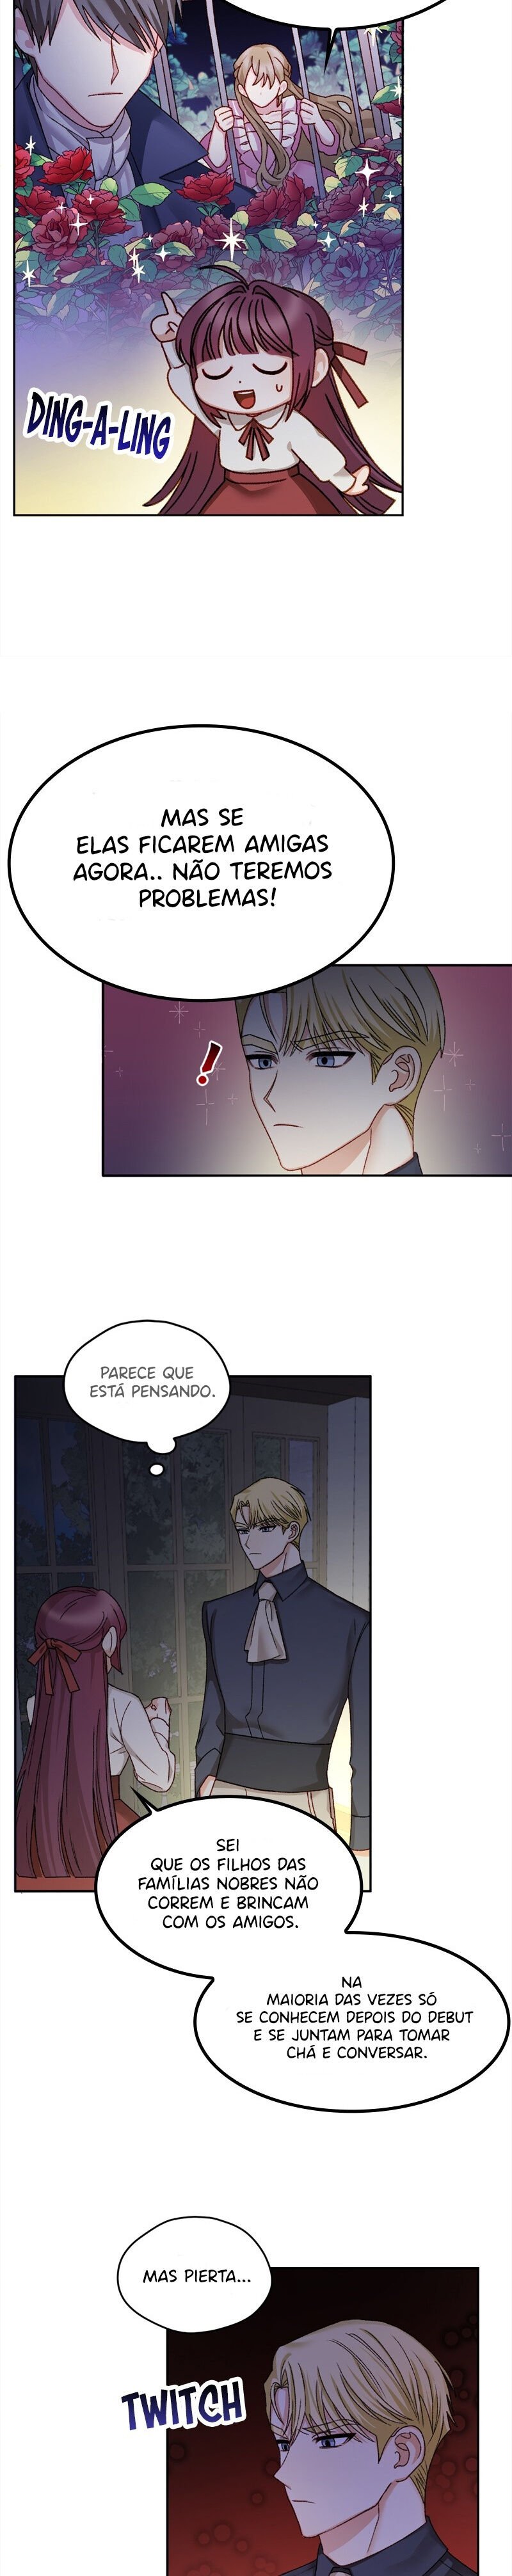 DING-A-LING
MAS SE
ELAS FICAREM AMIGAS
AGORA.. NÃO TEREMOS
PROBLEMAS!
!
PARECE QUE
ESTÁ PENSANDO.
SEI
QUE OS FILHOS DAS
FAMÍLIAS NOBRES NÃO
CORREM E BRINCAM
COM OS AMIGOS.
NA
MAIORIA DAS VEZES SÓ
SE CONHECEM DEPOIS DO DEBUT
E SE JUNTAM PARA TOMAR
CHÁ E CONVERSAR.
MAS PIERTA...
TWITCH